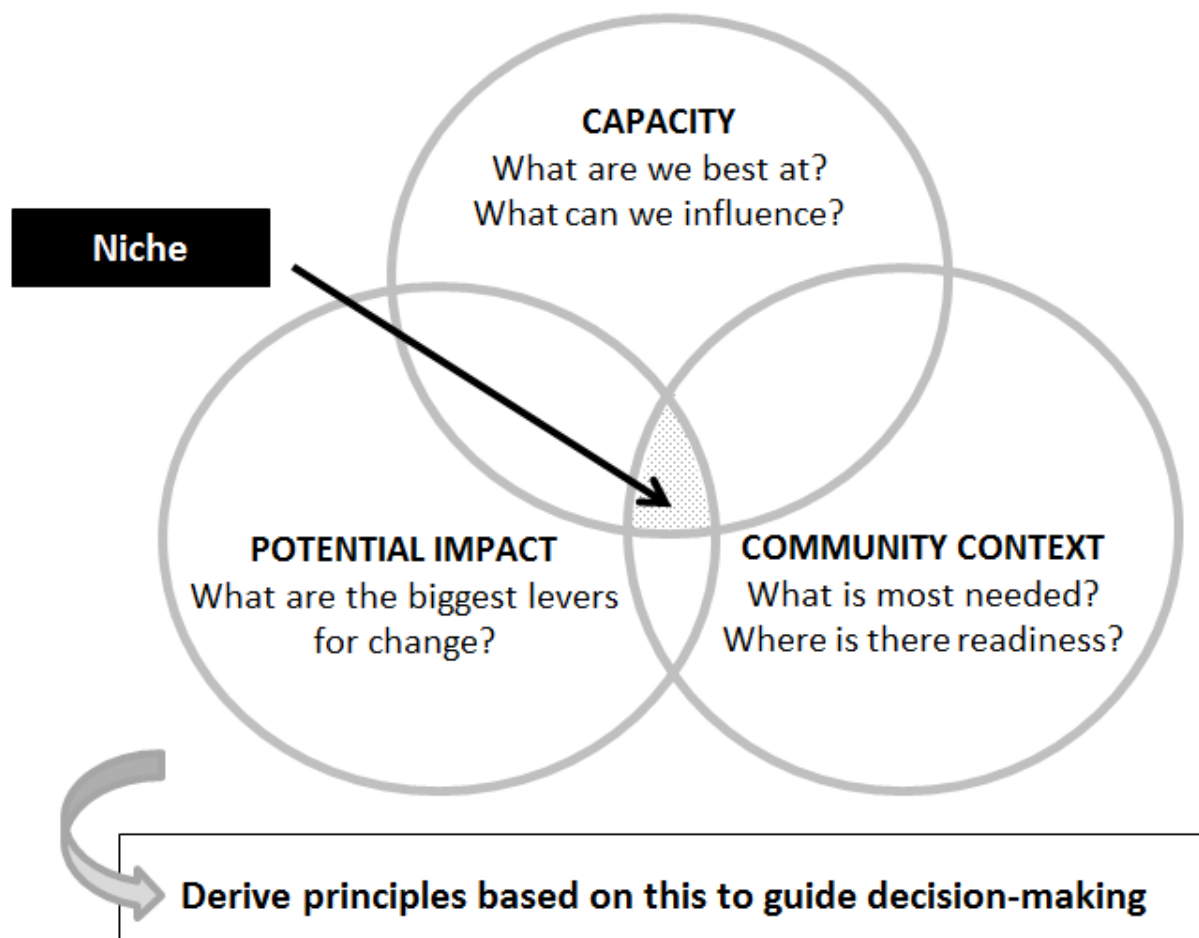 CAPACITY
What are we best at?
What can we influence?
Niche
POTENTIAL IMPACT
What are the biggest levers
for change?
COMMUNITY CONTEXT
What is most needed?
Where is there readiness?
Derive principles based on this to guide decision-making